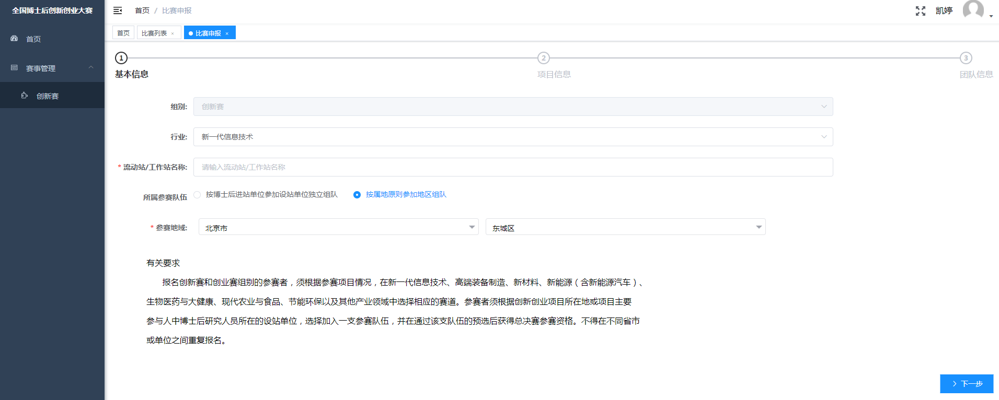 全国博士后创新创业大赛
首页
赛事管理
创新赛
首页 / 比赛申报
凯婷
首页
比赛列表 ×
比赛申报 ×
1
基本信息
2
项目信息
3
团队信息
组别: 创新赛
行业: 新一代信息技术
* 流动站/工作站名称: 请输入流动站/工作站名称
所属参赛队伍 按博士后进站单位参加设站单位独立组队 按属地原则参加地区组队
* 参赛地域: 北京市 东城区
有关要求
报名创新赛和创业赛组别的参赛者，须根据参赛项目情况，在新一代信息技术、高端装备制造、新材料、新能源（含新能源汽车）、
生物医药与大健康、现代农业与食品、节能环保以及其他产业领域中选择相应的赛道。参赛者须根据创新创业项目所在地或项目主要
参与人中博士后研究人员所在的设站单位，选择加入一支参赛队伍，并在通过该支队伍的预选后获得总决赛参赛资格。不得在不同省市
或单位之间重复报名。
下一步